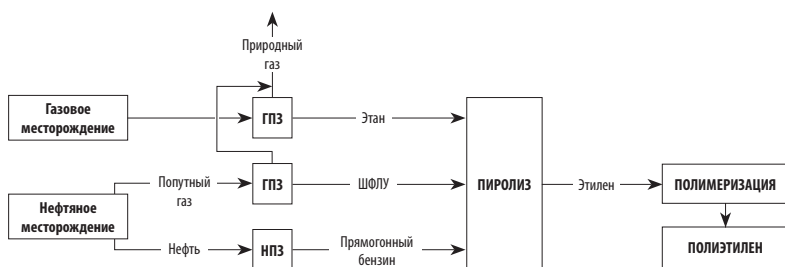 Природный
газ
Газовое
месторождение
ГПЗ
Этан
Попутный
газ
ГПЗ
ШФЛУ
ПИРОЛИЗ
Этилен
ПОЛИМЕРИЗАЦИЯ
Нефтяное
месторождение
Нефть
НПЗ
Прямогонный
бензин
ПОЛИЭТИЛЕН